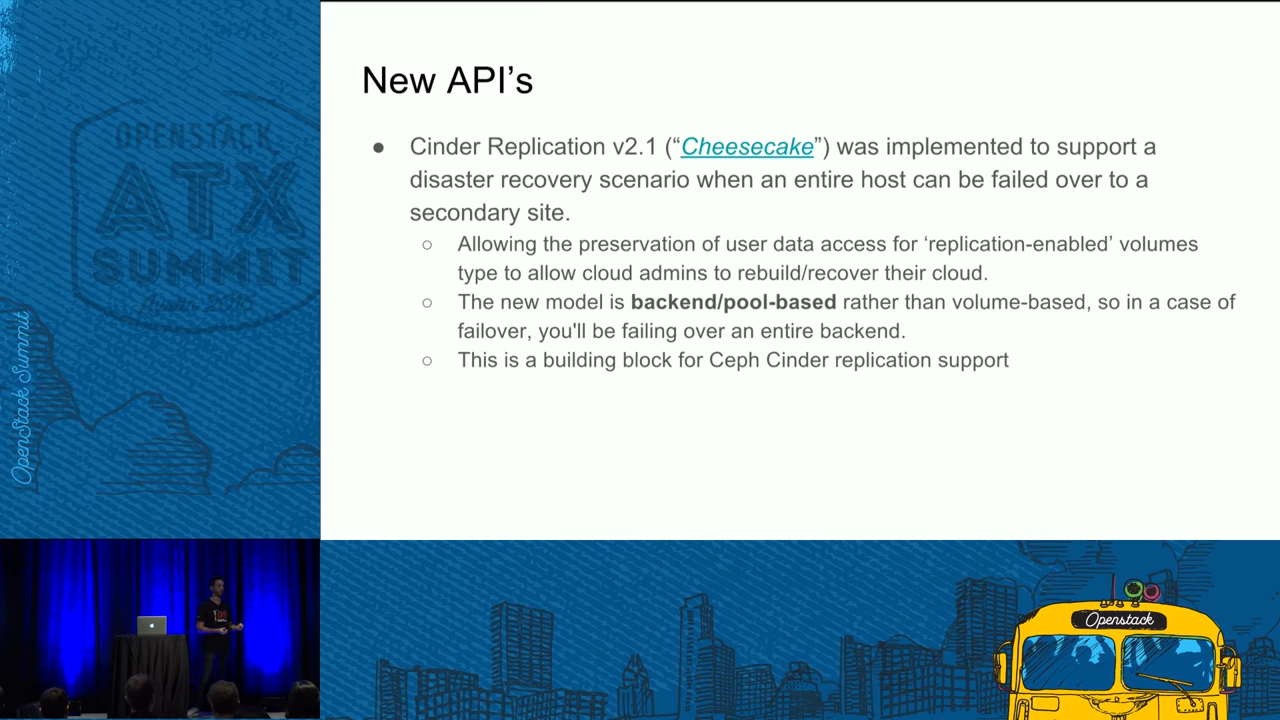 New API's
● Cinder Replication v2.1 (“Cheesecake”) was implemented to support a
disaster recovery scenario when an entire host can be failed over to a
secondary site.
○ Allowing the preservation of user data access for ‘replication-enabled’ volumes
type to allow cloud admins to rebuild/recover their cloud.
○ The new model is backend/pool-based rather than volume-based, so in a case of
failover, you'll be failing over an entire backend.
○ This is a building block for Ceph Cinder replication support
OPENSTACK
ATX
SUMMIT
Austin 2016
OpenStack Summit
Openstack